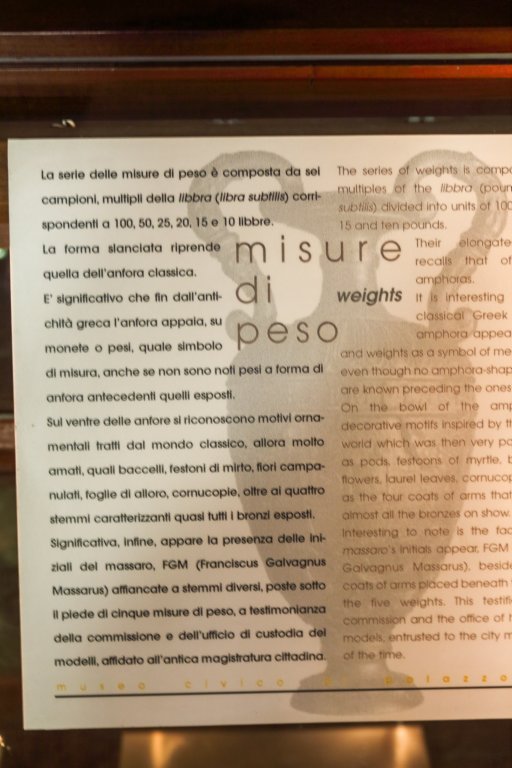 La serie delle misure di peso è composta da sei
campioni, multipli della libbra (libra subtilis) corri-
spondenti a 100, 50, 25, 20, 15 e 10 libbre.
La forma slanciata riprende
quella dell'anfora classica.
E' significativo che fin dall'anti-
chità greca l'anfora appaia, su
monete o pesi, quale simbolo
di misura, anche se non sono noti pesi a forma di
anfora antecedenti quelli esposti.
Sul ventre delle anfore si riconoscono motivi orna-
mentali tratti dal mondo classico, allora molto
amati, quali baccelli, festoni di mirto, fiori campa-
nulati, foglie di alloro, cornucopie, oltre ai quattro
stemmi caratterizzanti quasi tutti i bronzi esposti.
Significativa, infine, appare la presenza delle ini-
ziali del massaro, FGM (Franciscus Galvagnus
Massarus) affiancate a stemmi diversi, poste sotto
il piede di cinque misure di peso, a testimonianza
della commissione e dell'ufficio di custodia dei
modelli, affidato all'antica magistratura cittadina.
misure
di
peso
weights
The series of weights is compo
multiples of the libbra (poun
subtilis) divided into units of 100
15 and ten pounds.
Their elongate
recalls that of
amphoras.
It is interesting
classical Greek
amphora appea
and weights as a symbol of me
even though no amphora-shap
are known preceding the ones
On the bowl of the amp
decorative motifs inspired by th
world which was then very po
as pods, festoons of myrtle, b
flowers, laurel leaves, cornucop
as the four coats of arms that
almost all the bronzes on show.
Interesting to note is the fac
massaro's initials appear, FGM
Galvagnus Massarus), beside
coats of arms placed beneath t
the five weights. This testifi
commission and the office of t
models, entrusted to the city m
of the time.
museo civico palazzo